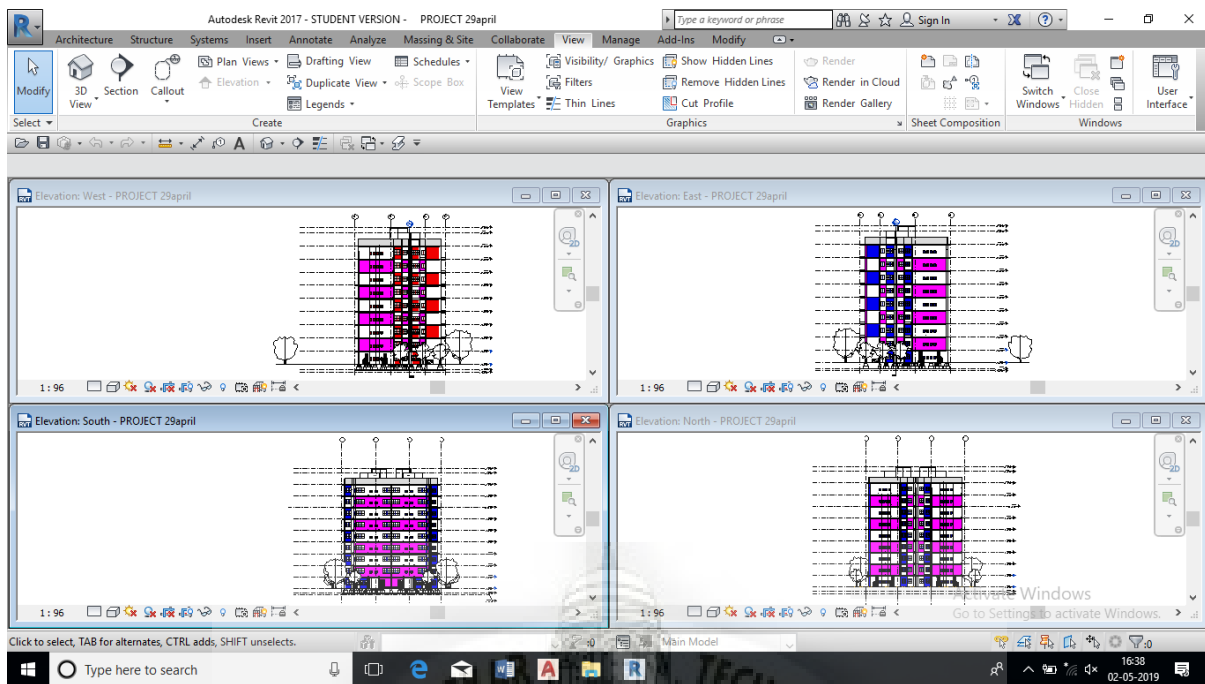 Autodesk Revit 2017 - STUDENT VERSION - PROJECT 29april
Type a keyword or phrase
Sign In
Architecture Structure Systems Insert Annotate Analyze Massing & Site Collaborate View Manage Add-Ins Modify
Modify
3D View
Section
Callout
Plan Views
Elevation
Drafting View
Duplicate View
Legends
Schedules
Scope Box
View Templates
Visibility/ Graphics
Filters
Thin Lines
Show Hidden Lines
Remove Hidden Lines
Cut Profile
Render
Render in Cloud
Render Gallery
Switch Windows
Close Hidden
User Interface
Select
Create
Graphics
Sheet Composition
Windows
Elevation: West - PROJECT 29april
1 : 96
Elevation: East - PROJECT 29april
1 : 96
Elevation: South - PROJECT 29april
1 : 96
Elevation: North - PROJECT 29april
1 : 96
Activate Windows
Go to Settings to activate Windows.
Click to select, TAB for alternates, CTRL adds, SHIFT unselects.
:0
Main Model
:0
Type here to search
16:38
02-05-2019